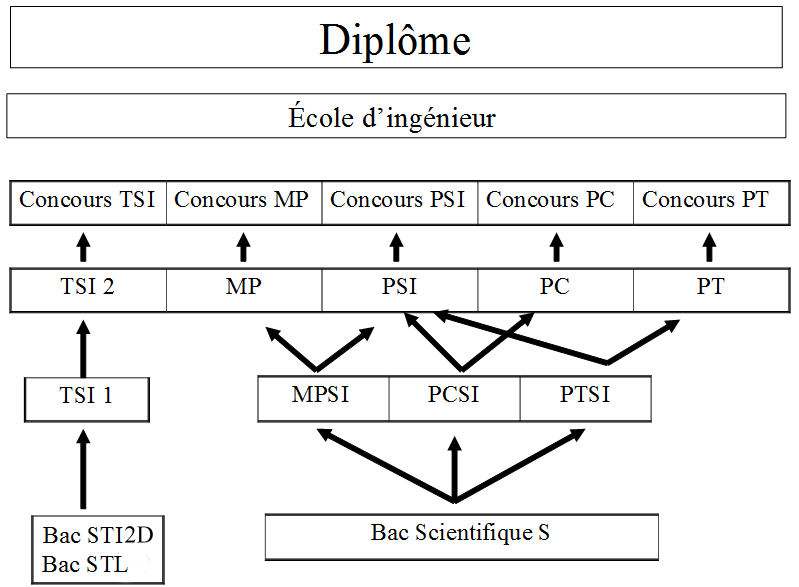 Diplôme
École d’ingénieur
Concours TSI
Concours MP
Concours PSI
Concours PC
Concours PT
TSI 2
MP
PSI
PC
PT
TSI 1
MPSI
PCSI
PTSI
Bac STI2D
Bac STL
Bac Scientifique S